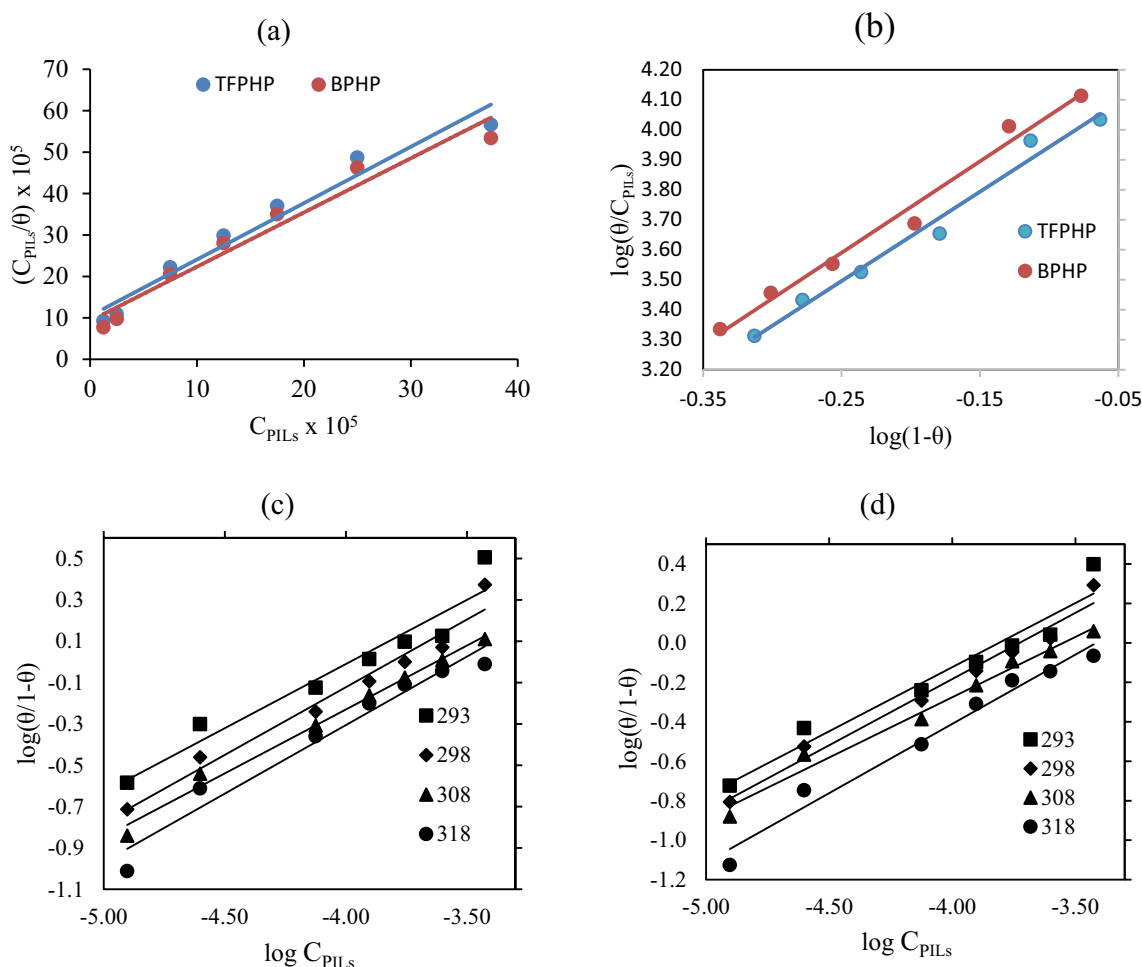 (a)
70
60
50
40
30
20
10
0
TFPHP
BPHP
(C_PILs/θ) x 10⁵
0 10 20 30 40
C_PILs x 10⁵
(b)
4.20
4.10
4.00
3.90
3.80
3.70
3.60
3.50
3.40
3.30
3.20
log(θ/C_PILs)
TFPHP
BPHP
-0.35 -0.25 -0.15 -0.05
log(1-θ)
(c)
0.5
0.3
0.1
-0.1
-0.3
-0.5
-0.7
-0.9
-1.1
log(θ/1-θ)
293
298
308
318
-5.00 -4.50 -4.00 -3.50
log C_PILs
(d)
0.4
0.2
0.0
-0.2
-0.4
-0.6
-0.8
-1.0
-1.2
log(θ/1-θ)
293
298
308
318
-5.00 -4.50 -4.00 -3.50
log C_PILs